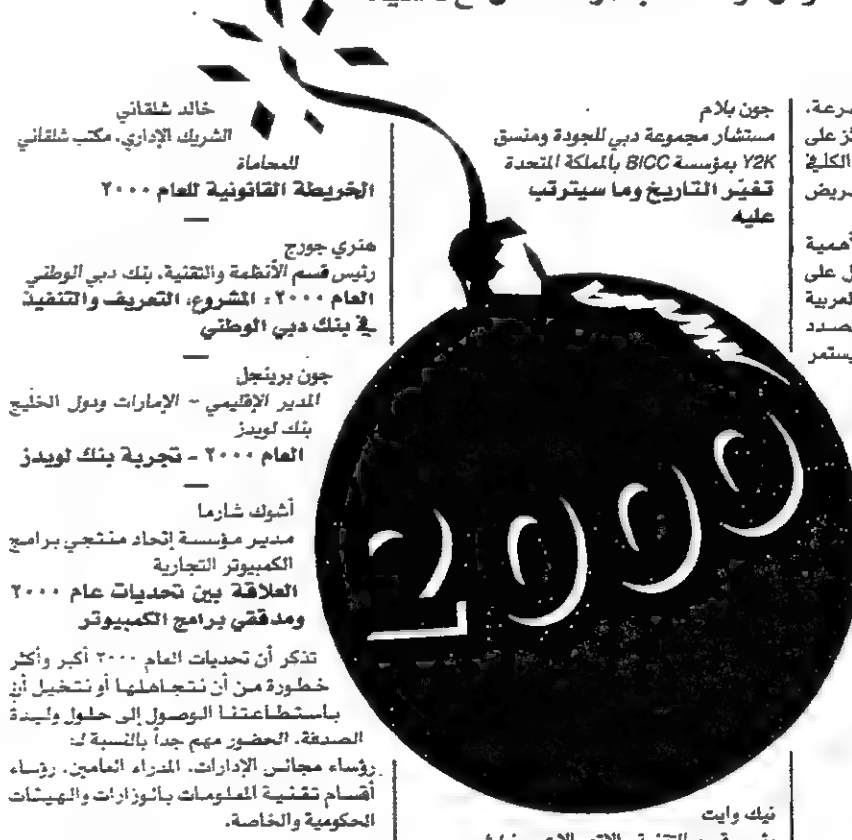 جون بلام
مستشار مجموعة دبي للجودة ومنسق
Y2K بمؤسسة BICC بالمملكة المتحدة
تغيّر التاريخ وما سيترتب
عليه
خالد شلقاني
الشريك الإداري، مكتب شلقاني
للمحاماة
الخريطة القانونية للعام ٢٠٠٠
هنري جورج
رئيس قسم الأنظمة والتقنية، بنك دبي الوطني
العام ٢٠٠٠ : المشروع، التعريف والتنفيذ
في بنك دبي الوطني
جون برينجل
المدير الإقليمي - الإمارات ودول الخليج
بنك لويدز
العام ٢٠٠٠ - تجربة بنك لويدز
أشوك شارما
مدير مؤسسة إتحاد منتجي برامج
الكمبيوتر التجارية
العلاقة بين تحديات عام ٢٠٠٠
ومدققي برامج الكمبيوتر
تذكر أن تحديات العام ٢٠٠٠ أكبر وأكثر
خطورة من أن نتجاهلها أو نتخيل أن
باستطاعتنا الوصول إلى حلول وليدة
الصدفة. الحضور مهم جداً بالنسبة لـ:
رؤساء مجالس الإدارات، المدراء العامين، رؤساء
أقسام تقنية المعلومات بالوزارات والهيئات
الحكومية والخاصة.
2000
نيك وايت